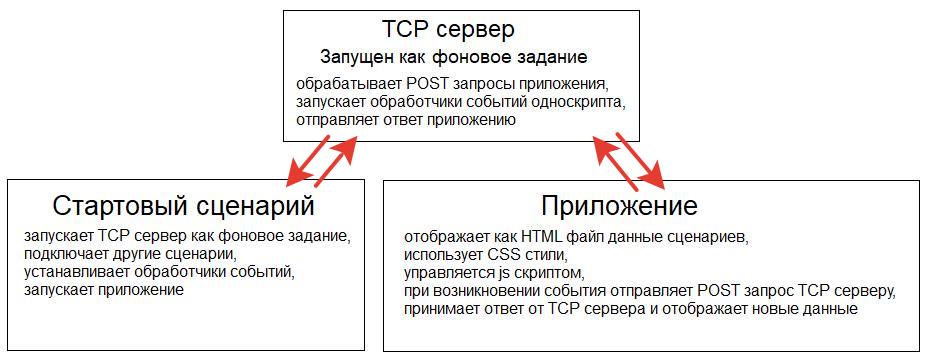 TCP сервер
Запущен как фоновое задание
обрабатывает POST запросы приложения,
запускает обработчики событий односкрипта,
отправляет ответ приложению
Стартовый сценарий
запускает TCP сервер как фоновое задание,
подключает другие сценарии,
устанавливает обработчики событий,
запускает приложение
Приложение
отображает как HTML файл данные сценариев,
использует CSS стили,
управляется js скриптом,
при возникновении события отправляет POST запрос TCP серверу,
принимает ответ от TCP сервера и отображает новые данные